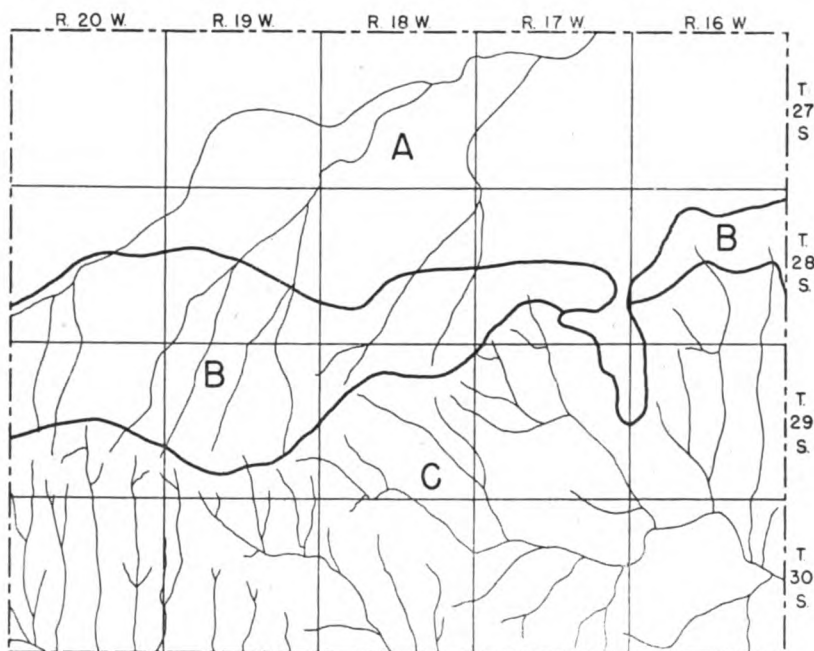 R. 20 W. R. 19 W. R. 18 W. R. 17 W R. 16 W
T.
27
S
A
T.
28
S.
B
B
T.
29
S.
C
T.
30
S.